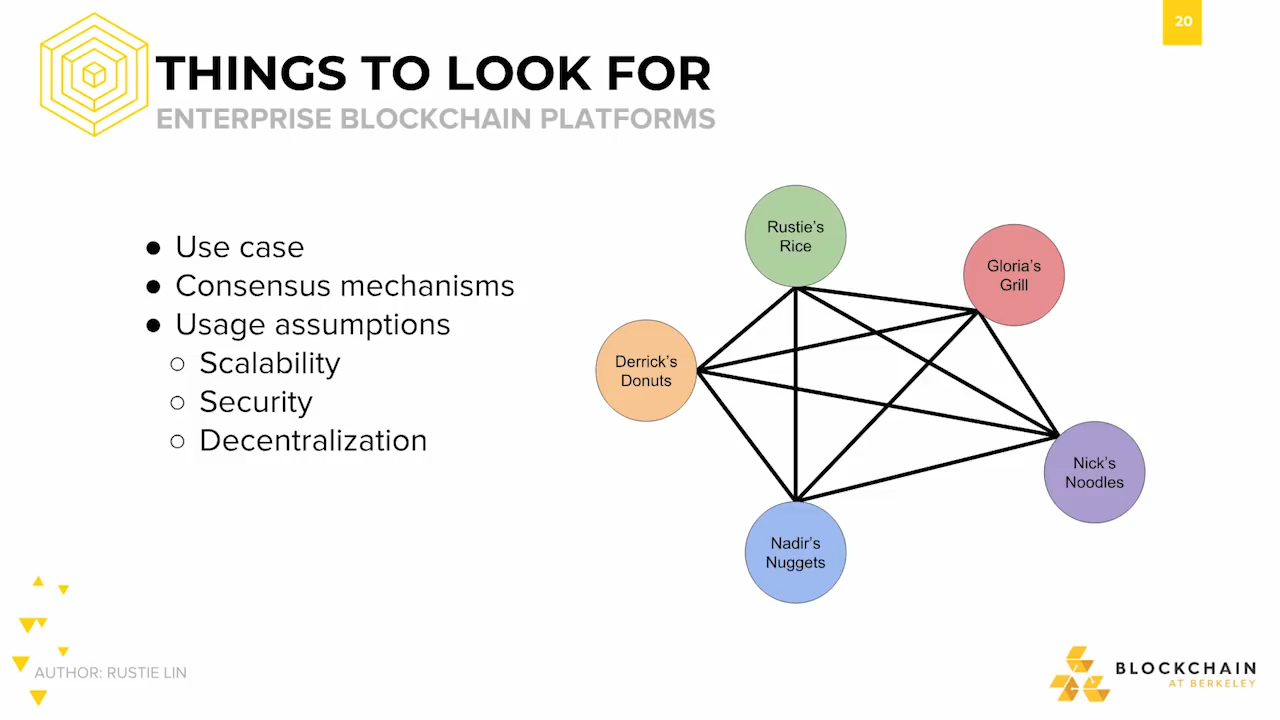 20
THINGS TO LOOK FOR
ENTERPRISE BLOCKCHAIN PLATFORMS
● Use case
● Consensus mechanisms
● Usage assumptions
○ Scalability
○ Security
○ Decentralization
Rustie's
Rice
Gloria's
Grill
Derrick's
Donuts
Nick's
Noodles
Nadir's
Nuggets
AUTHOR: RUSTIE LIN
BLOCKCHAIN
AT BERKELEY